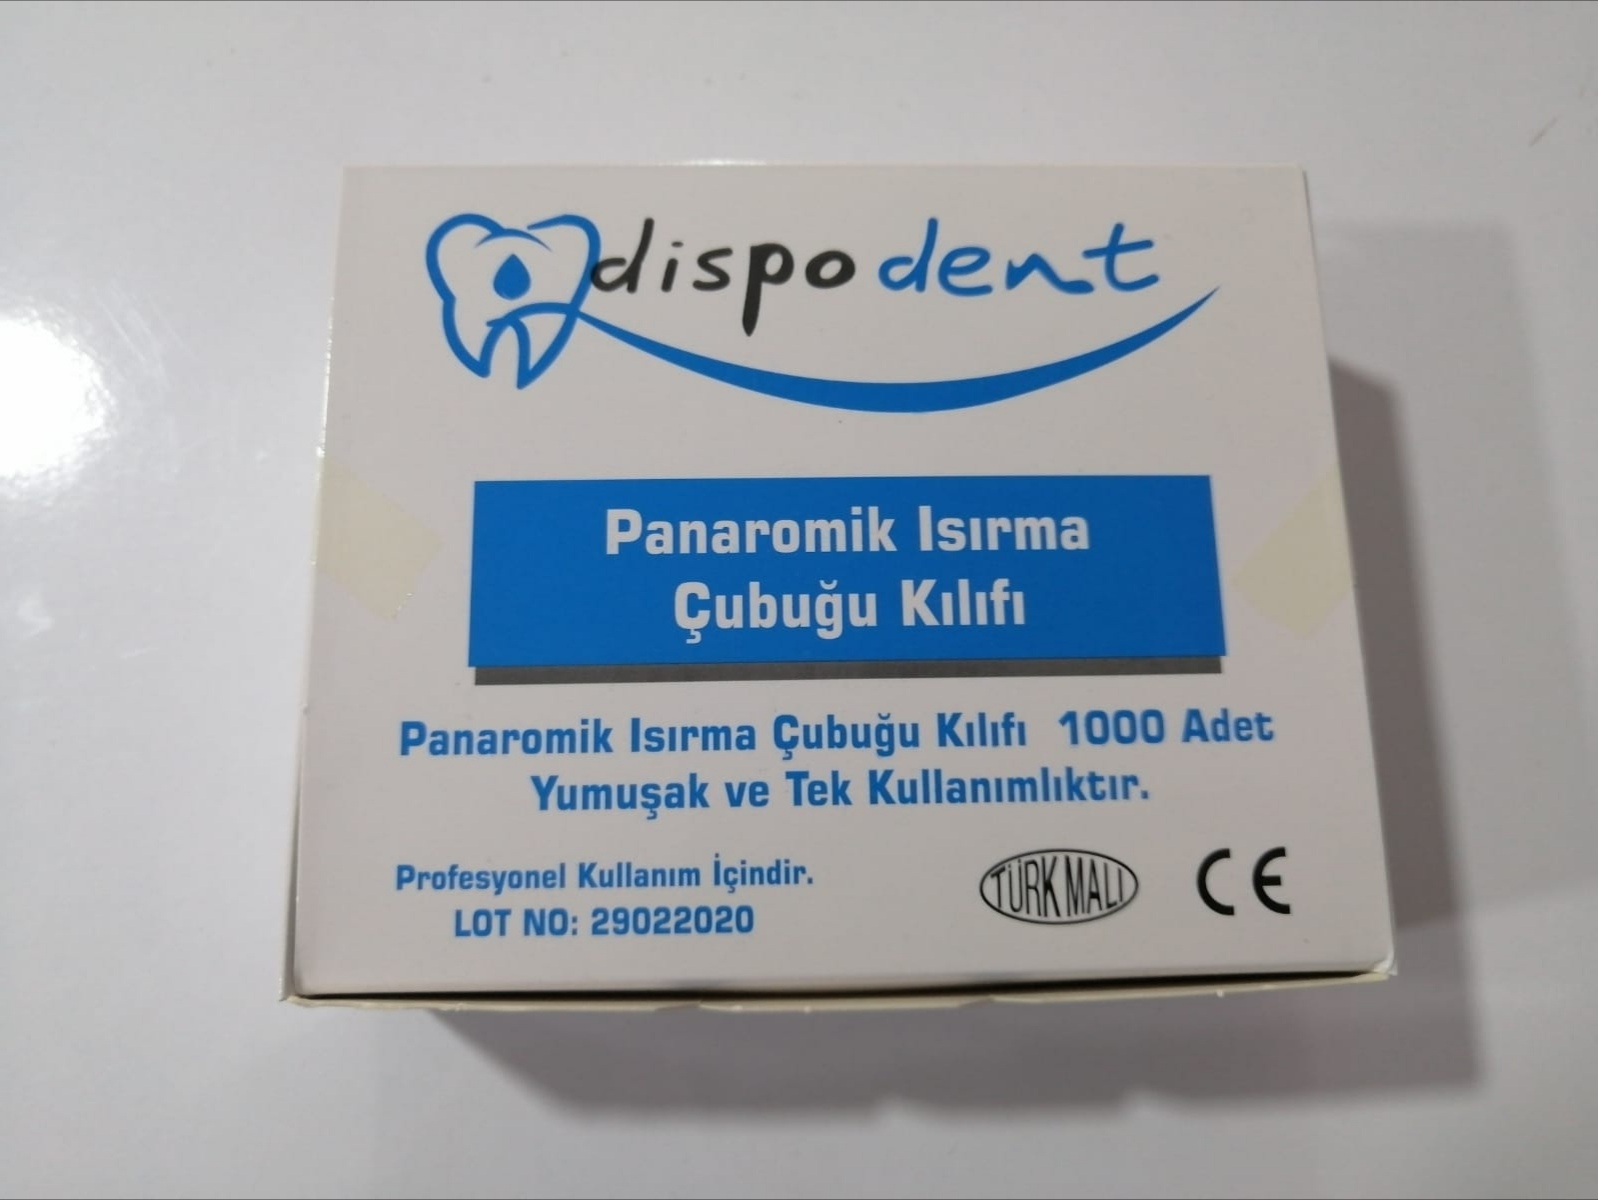 dispodent
Panaromik Isırma
Çubuğu Kılıfı
Panaromik Isırma Çubuğu Kılıfı 1000 Adet
Yumuşak ve Tek Kullanımlıktır.
Profesyonel Kullanım İçindir.
LOT NO: 29022020
TÜRK MALI
CE